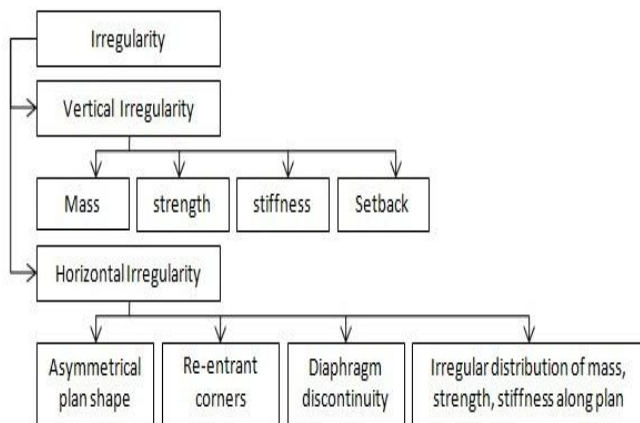 Irregularity
Vertical Irregularity
Mass
strength
stiffness
Setback
Horizontal Irregularity
Asymmetrical
plan shape
Re-entrant
corners
Diaphragm
discontinuity
Irregular distribution of mass,
strength, stiffness along plan